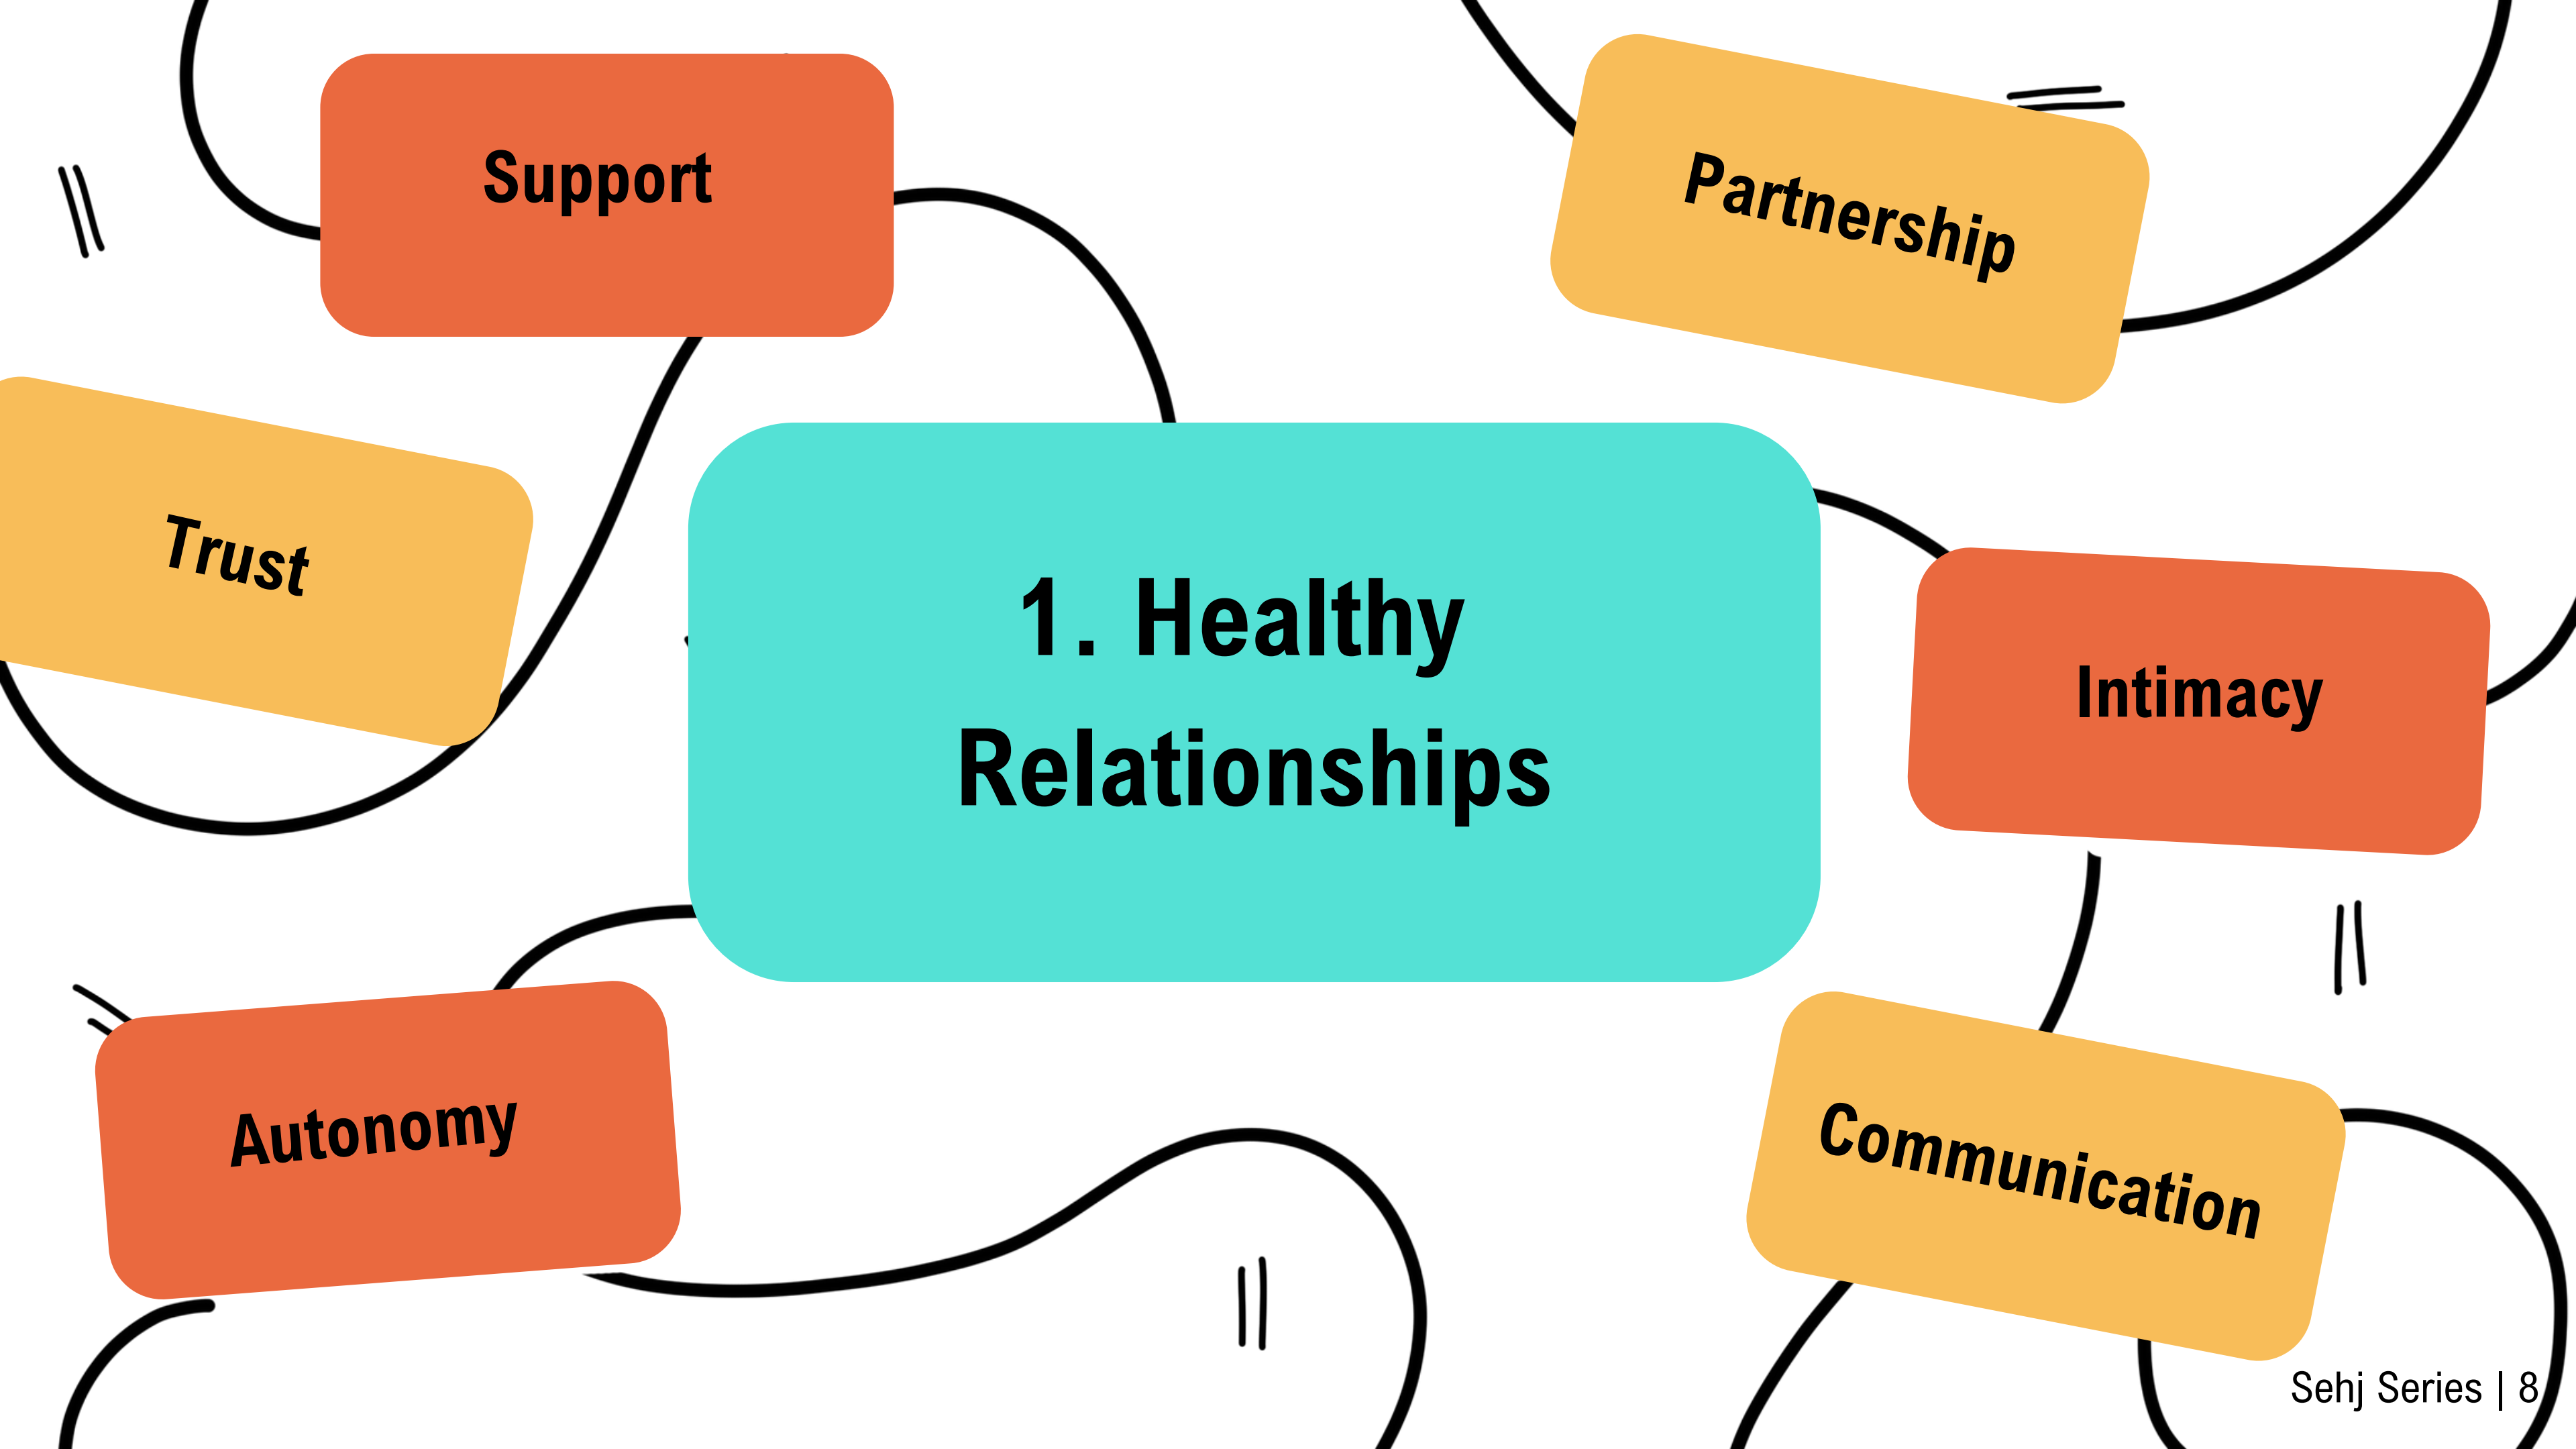 Support
Partnership
Trust
1. Healthy
Relationships
Intimacy
Autonomy
Communication
Sehj Series | 8